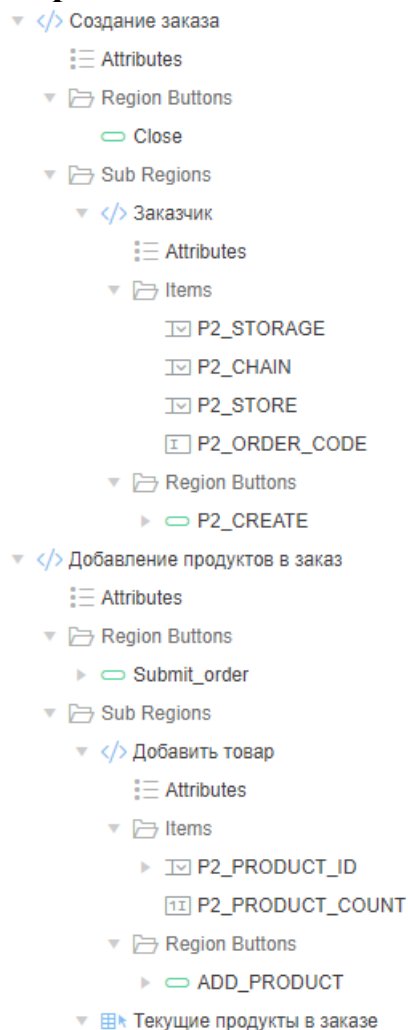 Создание заказа
Attributes
Region Buttons
Close
Sub Regions
Заказчик
Attributes
Items
P2_STORAGE
P2_CHAIN
P2_STORE
P2_ORDER_CODE
Region Buttons
P2_CREATE
Добавление продуктов в заказ
Attributes
Region Buttons
Submit_order
Sub Regions
Добавить товар
Attributes
Items
P2_PRODUCT_ID
P2_PRODUCT_COUNT
Region Buttons
ADD_PRODUCT
Текущие продукты в заказе